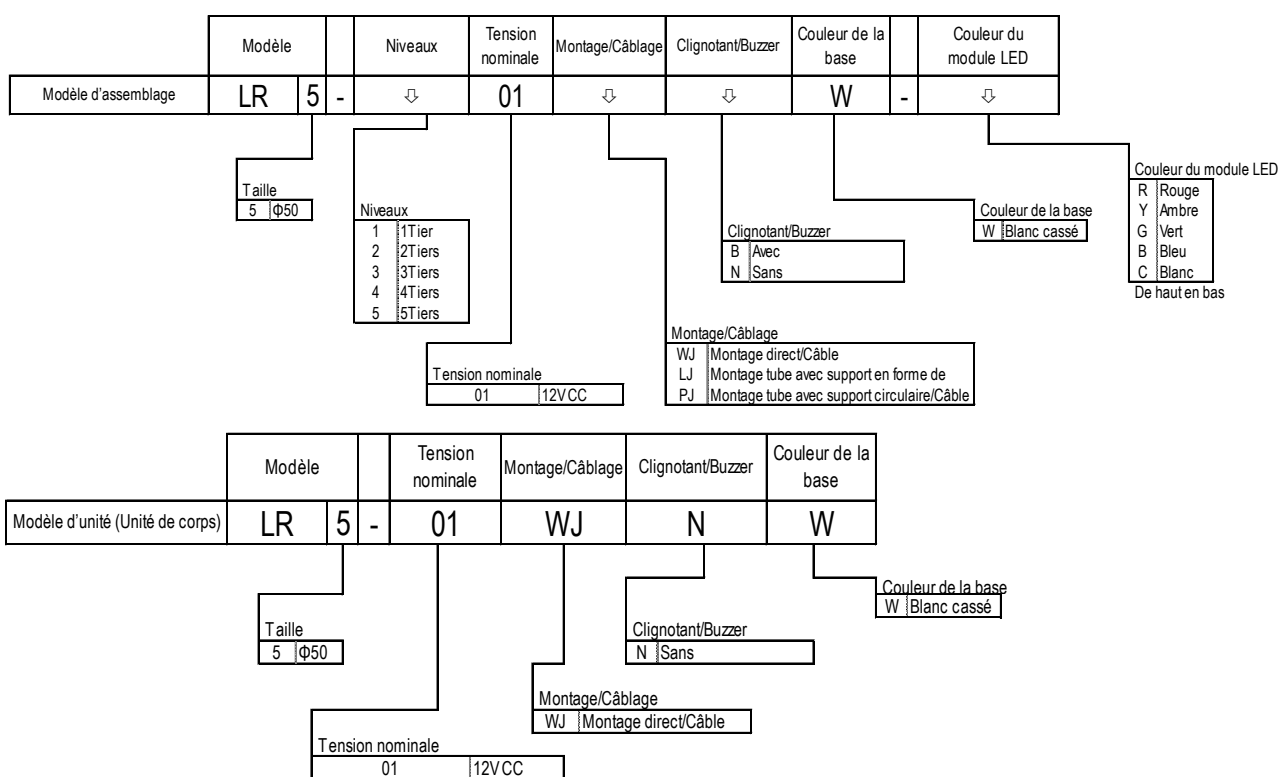 Modèle Niveaux Tension nominale Montage/Câblage Clignotant/Buzzer Couleur de la base Couleur du module LED
Modèle d'assemblage LR 5 - ⇩ 01 ⇩ ⇩ W - ⇩
Taille
5 Φ50
Niveaux
1 1Tier
2 2Tiers
3 3Tiers
4 4Tiers
5 5Tiers
Tension nominale
01 12V CC
Montage/Câblage
WJ Montage direct/Câble
LJ Montage tube avec support en forme de
PJ Montage tube avec support circulaire/Câble
Clignotant/Buzzer
B Avec
N Sans
Couleur de la base
W Blanc cassé
Couleur du module LED
R Rouge
Y Ambre
G Vert
B Bleu
C Blanc
De haut en bas
Modèle Tension nominale Montage/Câblage Clignotant/Buzzer Couleur de la base
Modèle d'unité (Unité de corps) LR 5 - 01 WJ N W
Taille
5 Φ50
Tension nominale
01 12V CC
Montage/Câblage
WJ Montage direct/Câble
Clignotant/Buzzer
N Sans
Couleur de la base
W Blanc cassé